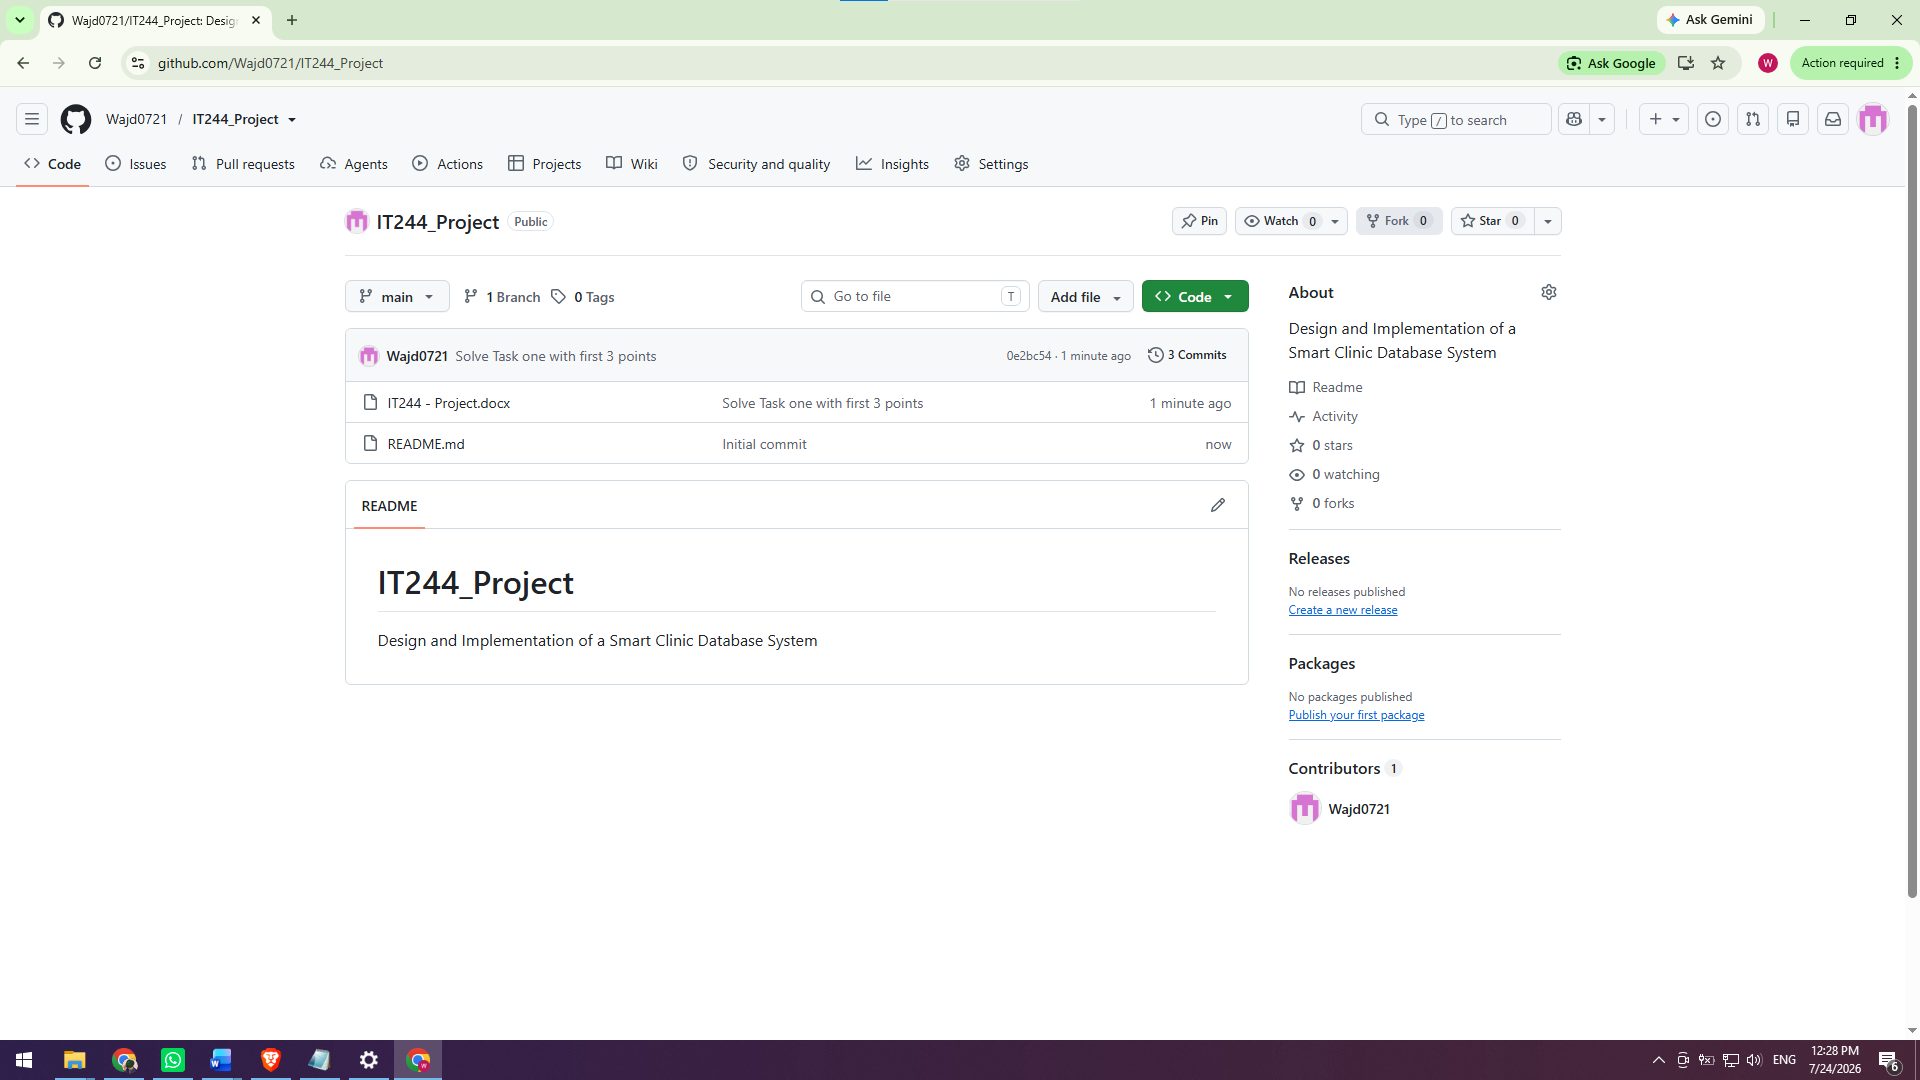 Wajd0721/IT244_Project: Desig
Ask Gemini
github.com/Wajd0721/IT244_Project
Ask Google
W
Action required
Wajd0721 / IT244_Project
Type / to search
Code
Issues
Pull requests
Agents
Actions
Projects
Wiki
Security and quality
Insights
Settings
IT244_Project Public
Pin
Watch 0
Fork 0
Star 0
main
1 Branch
0 Tags
Go to file T
Add file
Code
Wajd0721 Solve Task one with first 3 points 0e2bc54 · 1 minute ago 3 Commits
IT244 - Project.docx Solve Task one with first 3 points 1 minute ago
README.md Initial commit now
README
IT244_Project
Design and Implementation of a Smart Clinic Database System
About
Design and Implementation of a
Smart Clinic Database System
Readme
Activity
0 stars
0 watching
0 forks
Releases
No releases published
Create a new release
Packages
No packages published
Publish your first package
Contributors 1
Wajd0721
ENG
12:28 PM
7/24/2026
6